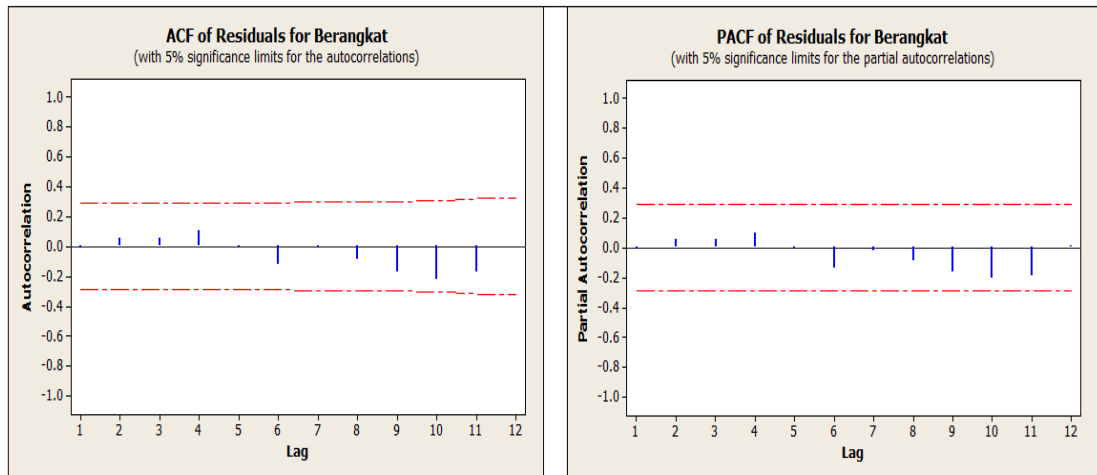 ACF of Residuals for Berangkat
(with 5% significance limits for the autocorrelations)
1.0
0.8
0.6
0.4
0.2
0.0
-0.2
-0.4
-0.6
-0.8
-1.0
Autocorrelation
1 2 3 4 5 6 7 8 9 10 11 12
Lag
PACF of Residuals for Berangkat
(with 5% significance limits for the partial autocorrelations)
1.0
0.8
0.6
0.4
0.2
0.0
-0.2
-0.4
-0.6
-0.8
-1.0
Partial Autocorrelation
1 2 3 4 5 6 7 8 9 10 11 12
Lag